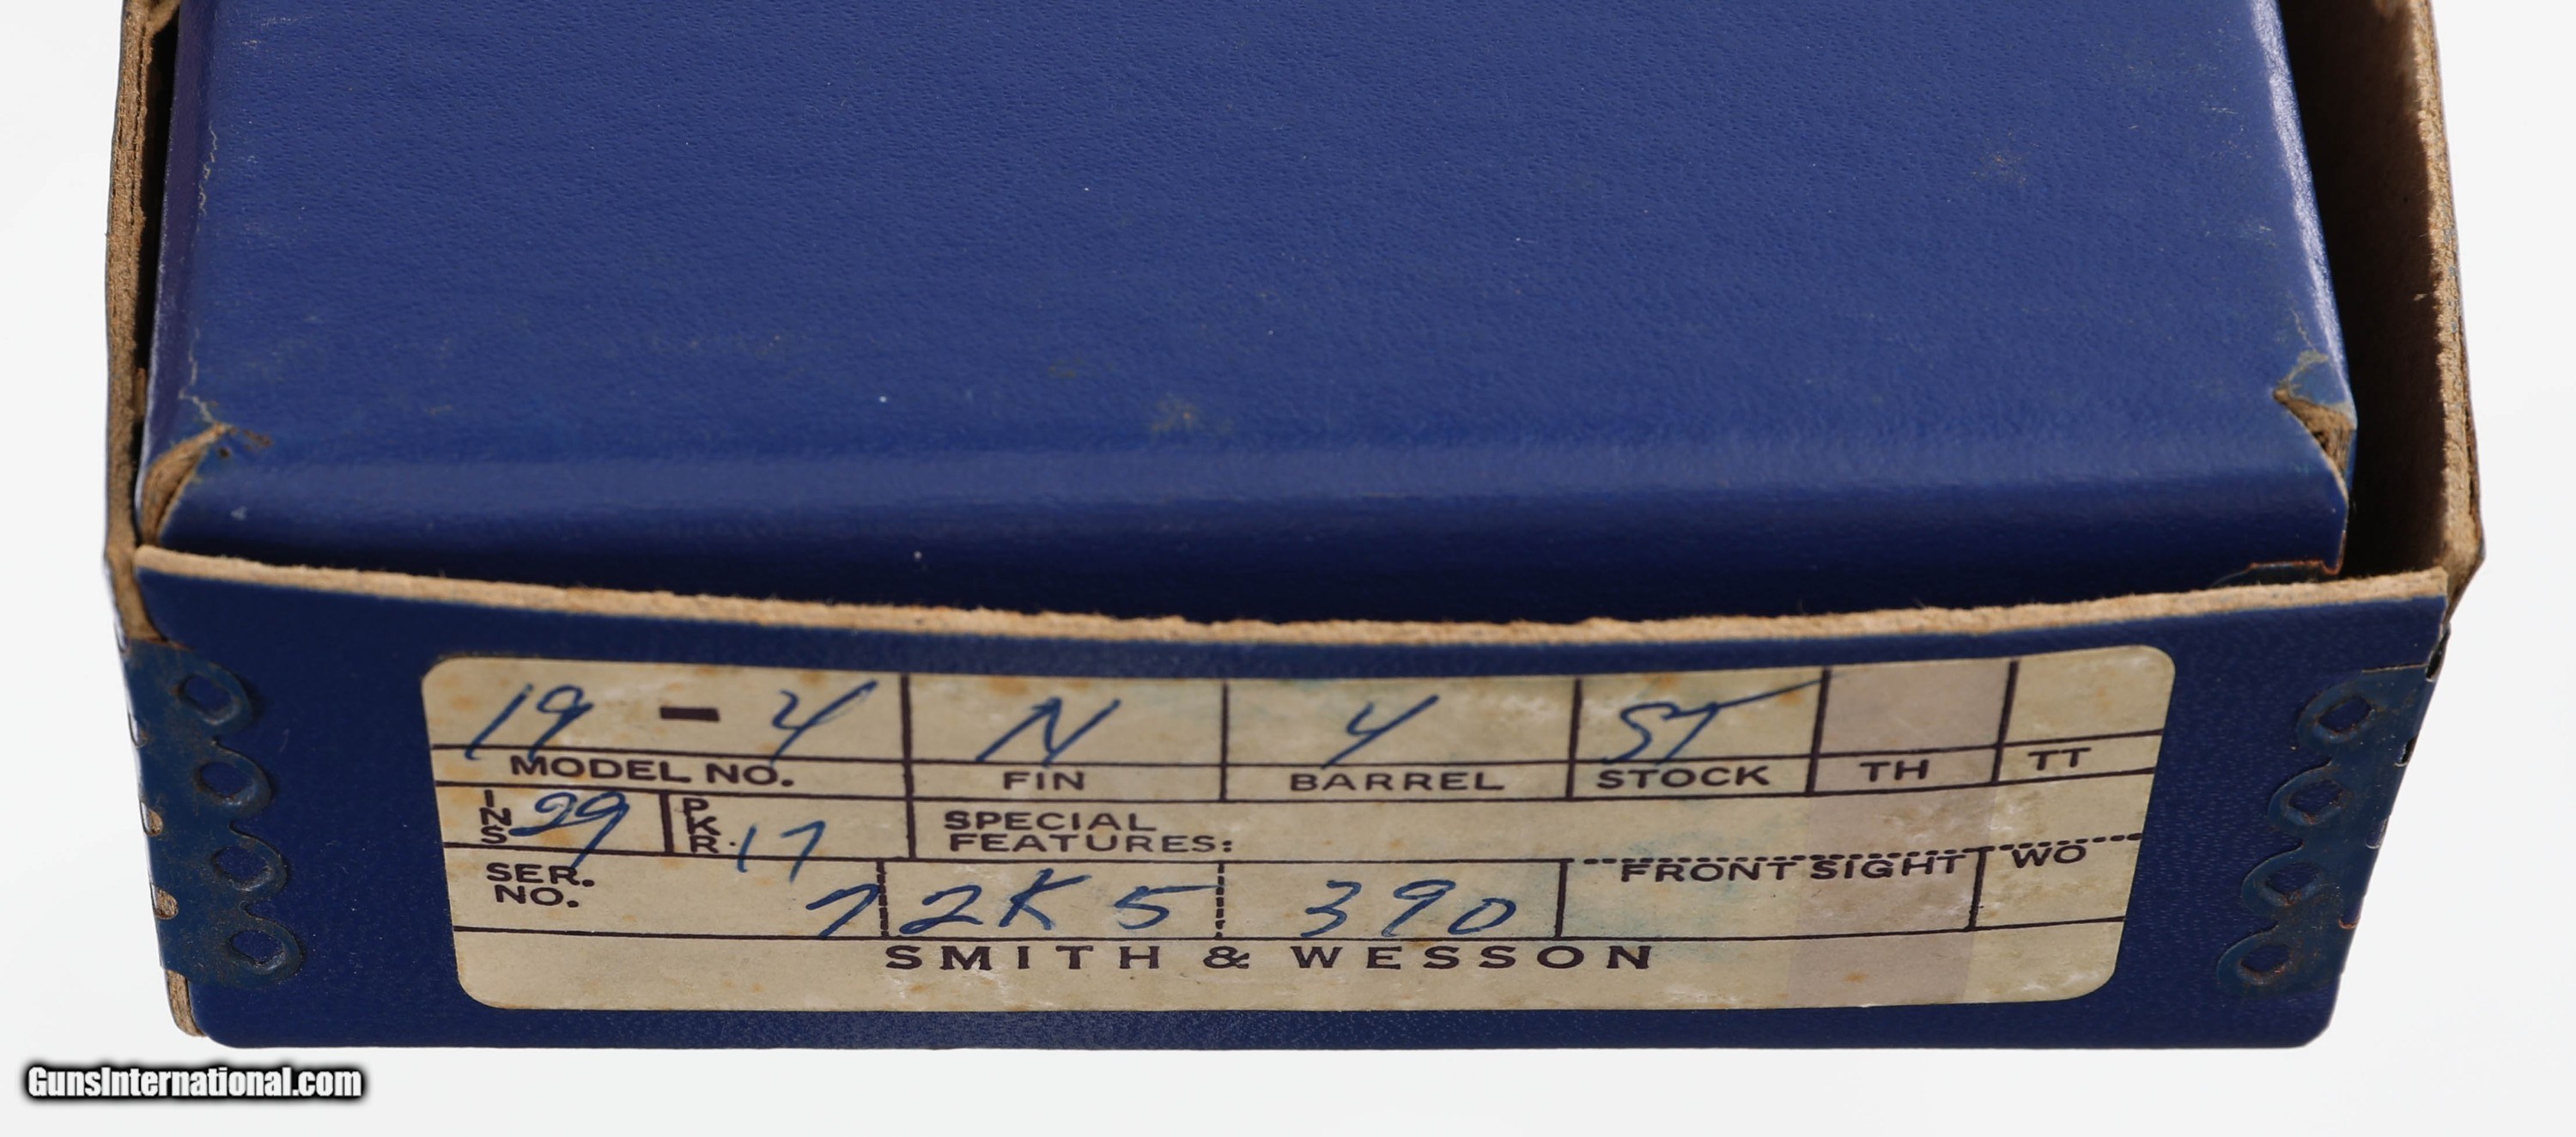 19 - 4 N 4 ST
MODEL NO. FIN BARREL STOCK TH TT
INS 29 PKR. 17 SPECIAL
FEATURES:
SER. FRONT SIGHT WO
NO. 72K5 390
SMITH & WESSON
GunsInternational.com